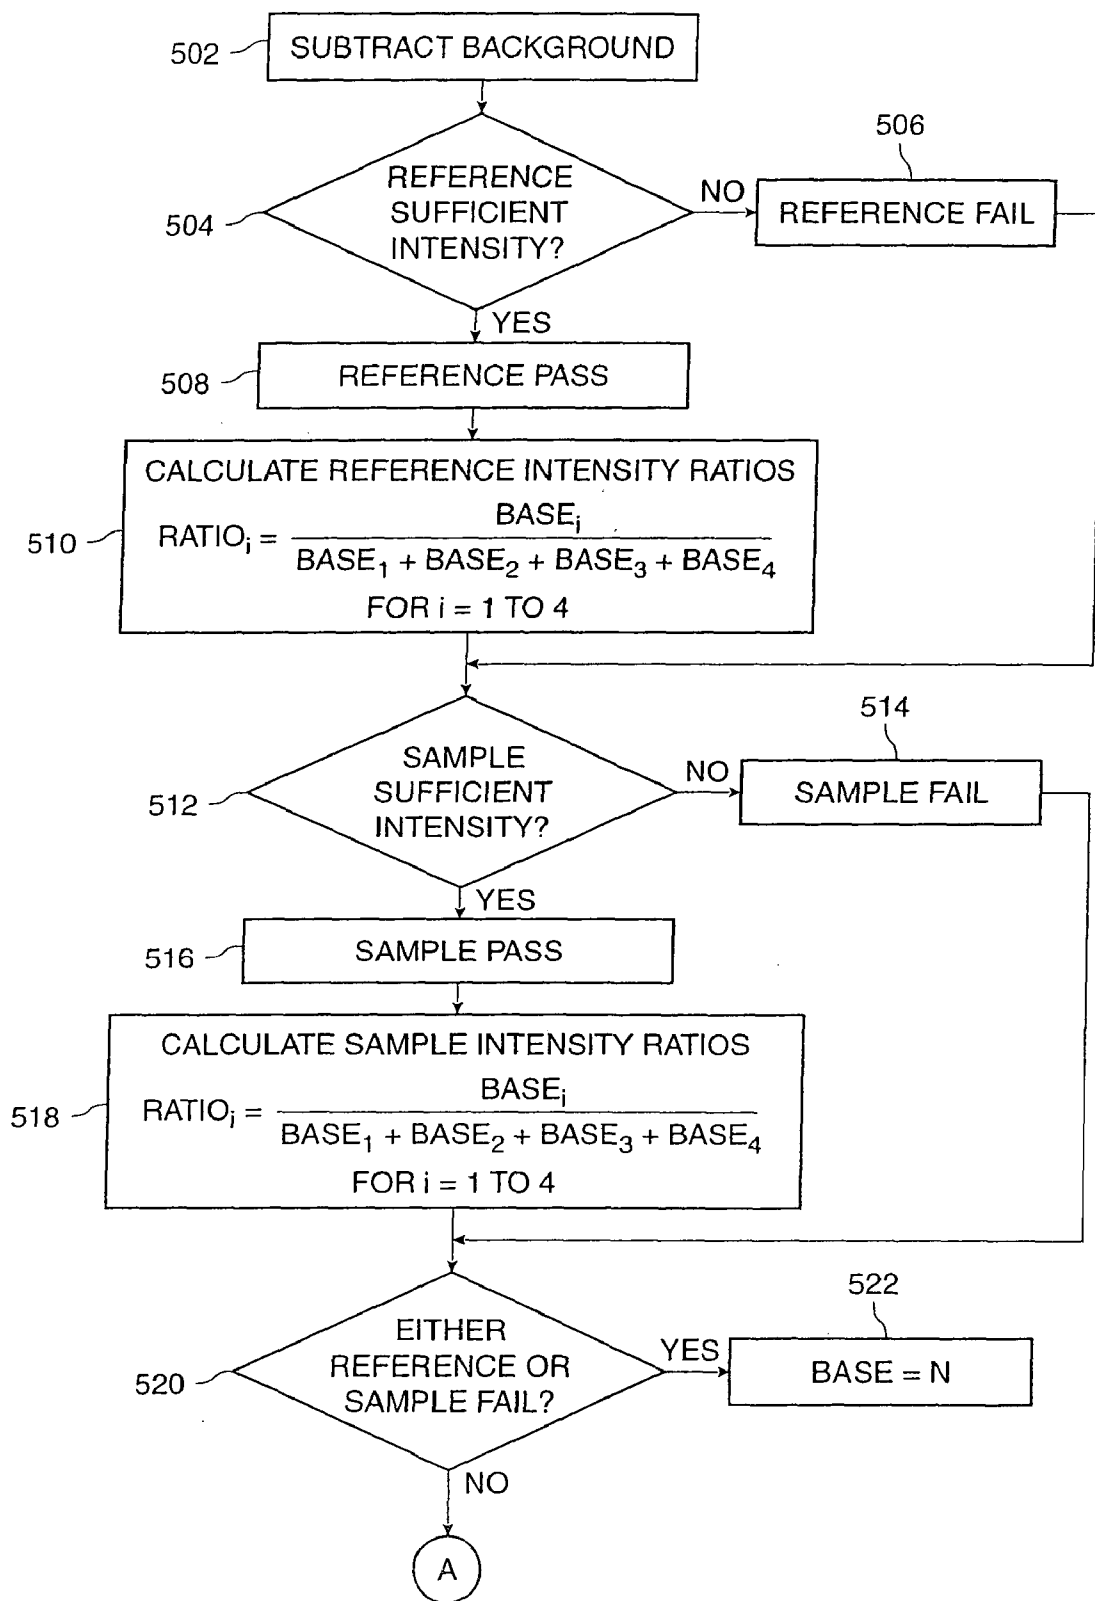 502
SUBTRACT BACKGROUND
504
REFERENCE
SUFFICIENT
INTENSITY?
NO
506
REFERENCE FAIL
YES
508
REFERENCE PASS
510
CALCULATE REFERENCE INTENSITY RATIOS
RATIOi = BASEi / BASE1 + BASE2 + BASE3 + BASE4
FOR i = 1 TO 4
512
SAMPLE
SUFFICIENT
INTENSITY?
NO
514
SAMPLE FAIL
YES
516
SAMPLE PASS
518
CALCULATE SAMPLE INTENSITY RATIOS
RATIOi = BASEi / BASE1 + BASE2 + BASE3 + BASE4
FOR i = 1 TO 4
520
EITHER
REFERENCE OR
SAMPLE FAIL?
YES
522
BASE = N
NO
A